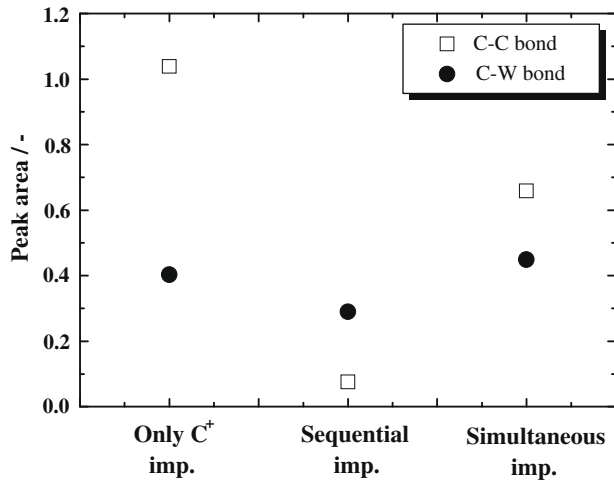 1.2
1.0
0.8
0.6
0.4
0.2
0.0
Peak area / -
C-C bond
C-W bond
Only C+ imp.
Sequential imp.
Simultaneous imp.